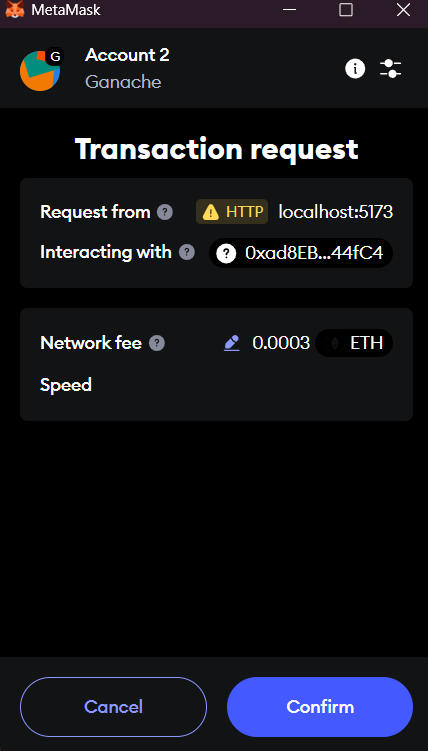 MetaMask
G
Account 2
Ganache
Transaction request
Request from ? HTTP localhost:5173
Interacting with ? ? 0xad8EB...44fC4
Network fee ? 0.0003 ETH
Speed
Cancel Confirm